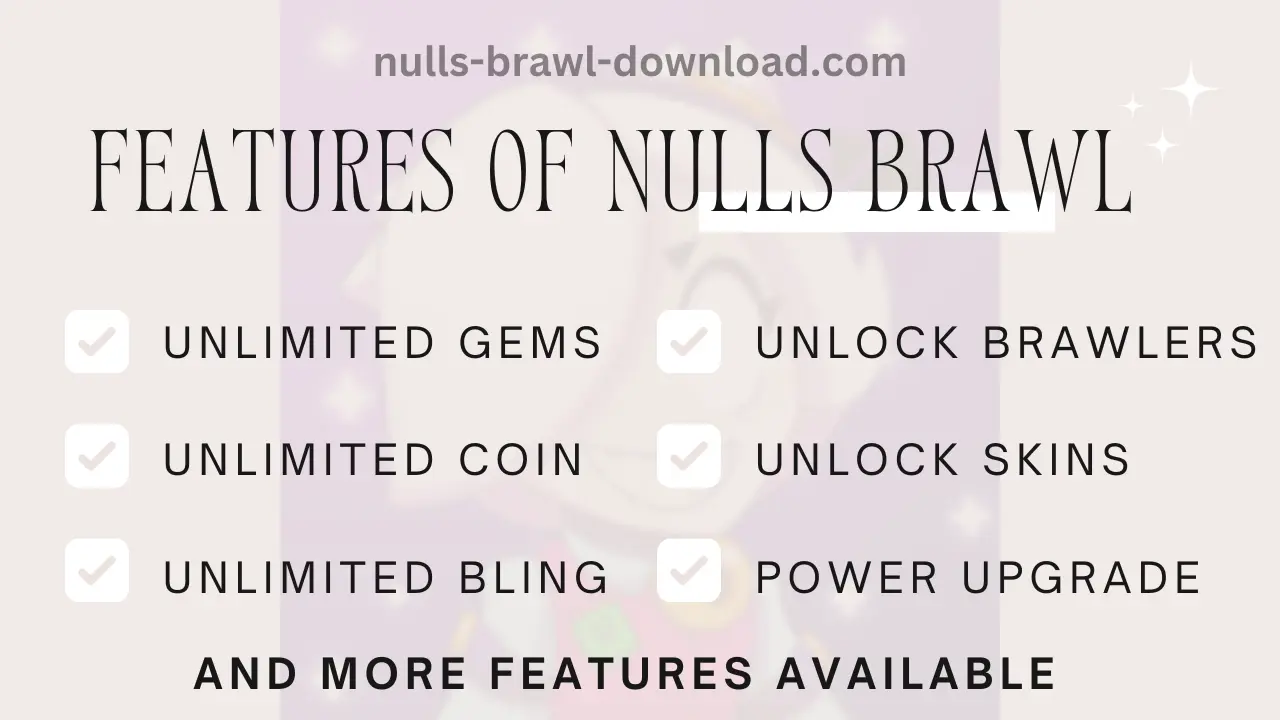 nulls-brawl-download.com
FEATURES OF NULLS BRAWL
UNLIMITED GEMS
UNLOCK BRAWLERS
UNLIMITED COIN
UNLOCK SKINS
UNLIMITED BLING
POWER UPGRADE
AND MORE FEATURES AVAILABLE